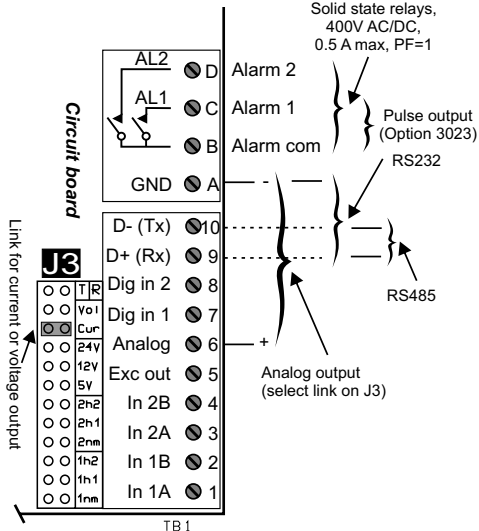 Solid state relays,
400V AC/DC,
0.5 A max, PF=1
AL2
D Alarm 2
AL1
C Alarm 1
B Alarm com
GND A - 
Pulse output
(Option 3023)
RS232
Circuit board
D- (Tx) 10
D+ (Rx) 9
Dig in 2 8
Dig in 1 7
Analog 6 +
Exc out 5
In 2B 4
In 2A 3
In 1B 2
In 1A 1
RS485
Analog output
(select link on J3)
J3
T R
Vol
Cur
24V
12V
5V
2h2
2h1
2nm
1h2
1h1
1nm
Link for current or voltage output
TB1